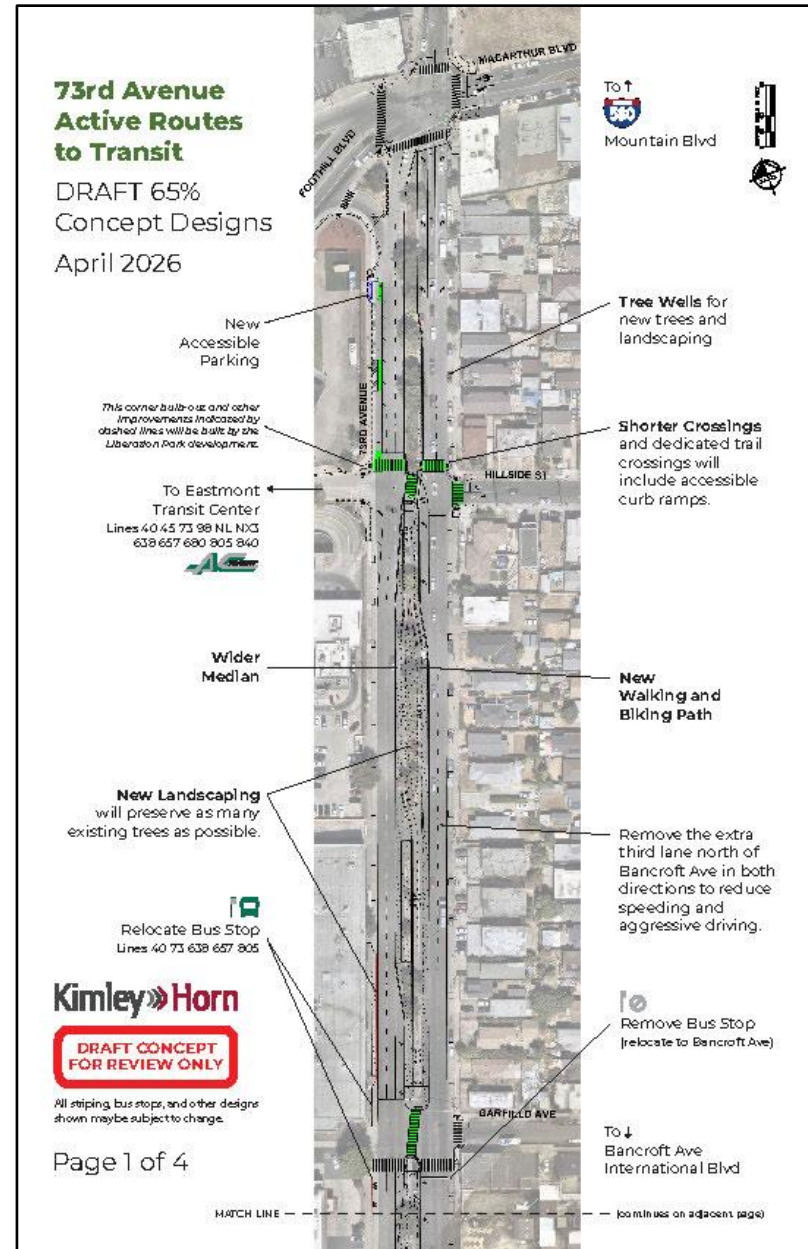 73rd Avenue
Active Routes
to Transit
DRAFT 65%
Concept Designs
April 2026
MACARTHUR BLVD
FOOTHILL BLVD
To ↑
580
Mountain Blvd
New
Accessible
Parking
This corner bulb-out and other
improvements indicated by
dashed lines will be built by the
Liberation Park development.
73RD AVENUE
Tree Wells for
new trees and
landscaping
Shorter Crossings
and dedicated trail
crossings will
include accessible
curb ramps.
HILLSIDE ST
To Eastmont
Transit Center
Lines 40 45 73 98 NL NX3
638 657 680 805 840
Wider
Median
New
Walking and
Biking Path
New Landscaping
will preserve as many
existing trees as possible.
Remove the extra
third lane north of
Bancroft Ave in both
directions to reduce
speeding and
aggressive driving.
Relocate Bus Stop
Lines 40 73 638 657 805
Kimley»Horn
DRAFT CONCEPT
FOR REVIEW ONLY
All striping, bus stops, and other designs
shown may be subject to change.
Page 1 of 4
Remove Bus Stop
(relocate to Bancroft Ave)
GARFIELD AVE
To ↓
Bancroft Ave
International Blvd
MATCH LINE
(continues on adjacent page)